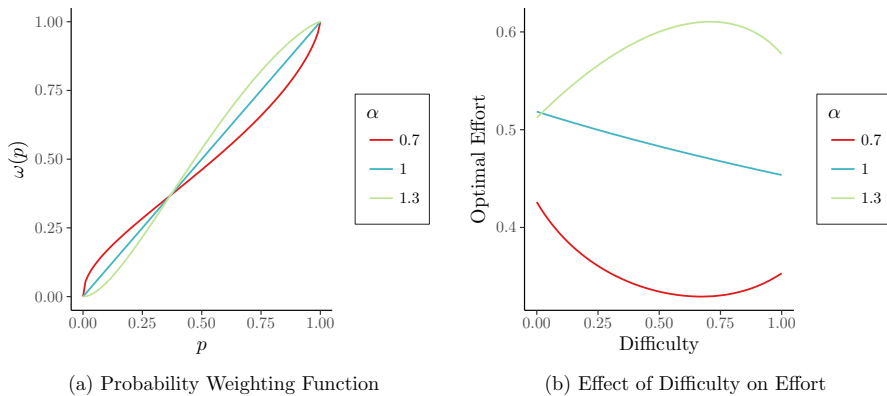 1.00
0.75
0.50
0.25
0.00
ω(p)
0.00 0.25 0.50 0.75 1.00
p
α
0.7
1
1.3
(a) Probability Weighting Function
0.6
0.5
0.4
Optimal Effort
0.00 0.25 0.50 0.75 1.00
Difficulty
α
0.7
1
1.3
(b) Effect of Difficulty on Effort